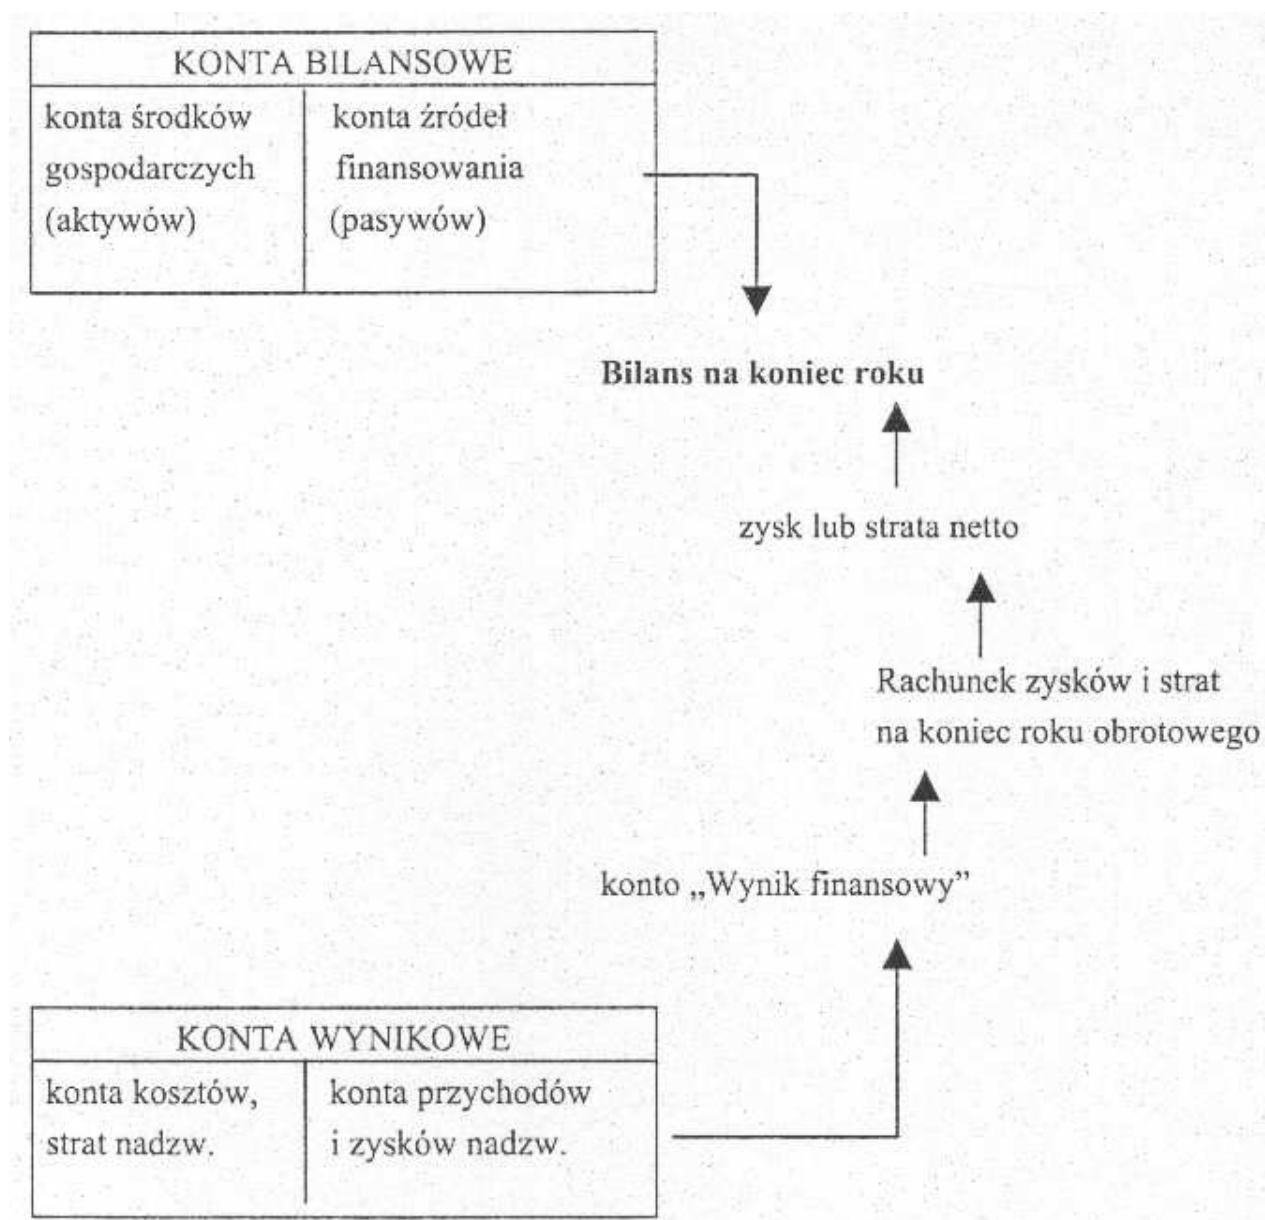 KONTA BILANSOWE
konta środków
gospodarczych
(aktywów)
konta źródeł
finansowania
(pasywów)
Bilans na koniec roku
zysk lub strata netto
Rachunek zysków i strat
na koniec roku obrotowego
konto „Wynik finansowy”
KONTA WYNIKOWE
konta kosztów,
strat nadzw.
konta przychodów
i zysków nadzw.